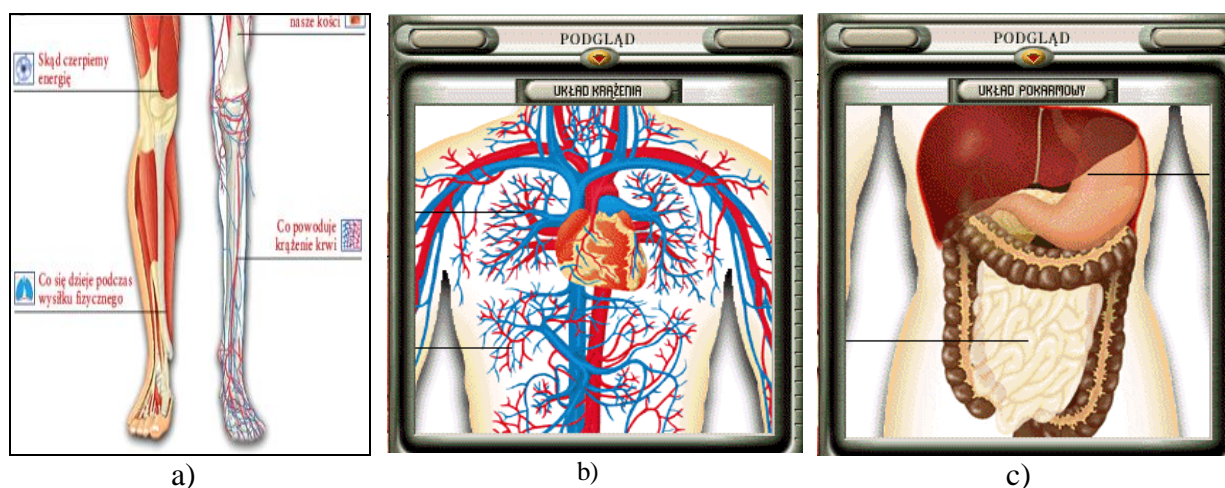 nasze kości
Skąd czerpiemy
energię
Co powoduje
krążenie krwi
Co się dzieje podczas
wysiłku fizycznego
a)
PODGLĄD
UKŁAD KRĄŻENIA
b)
PODGLĄD
UKŁAD POKARMOWY
c)